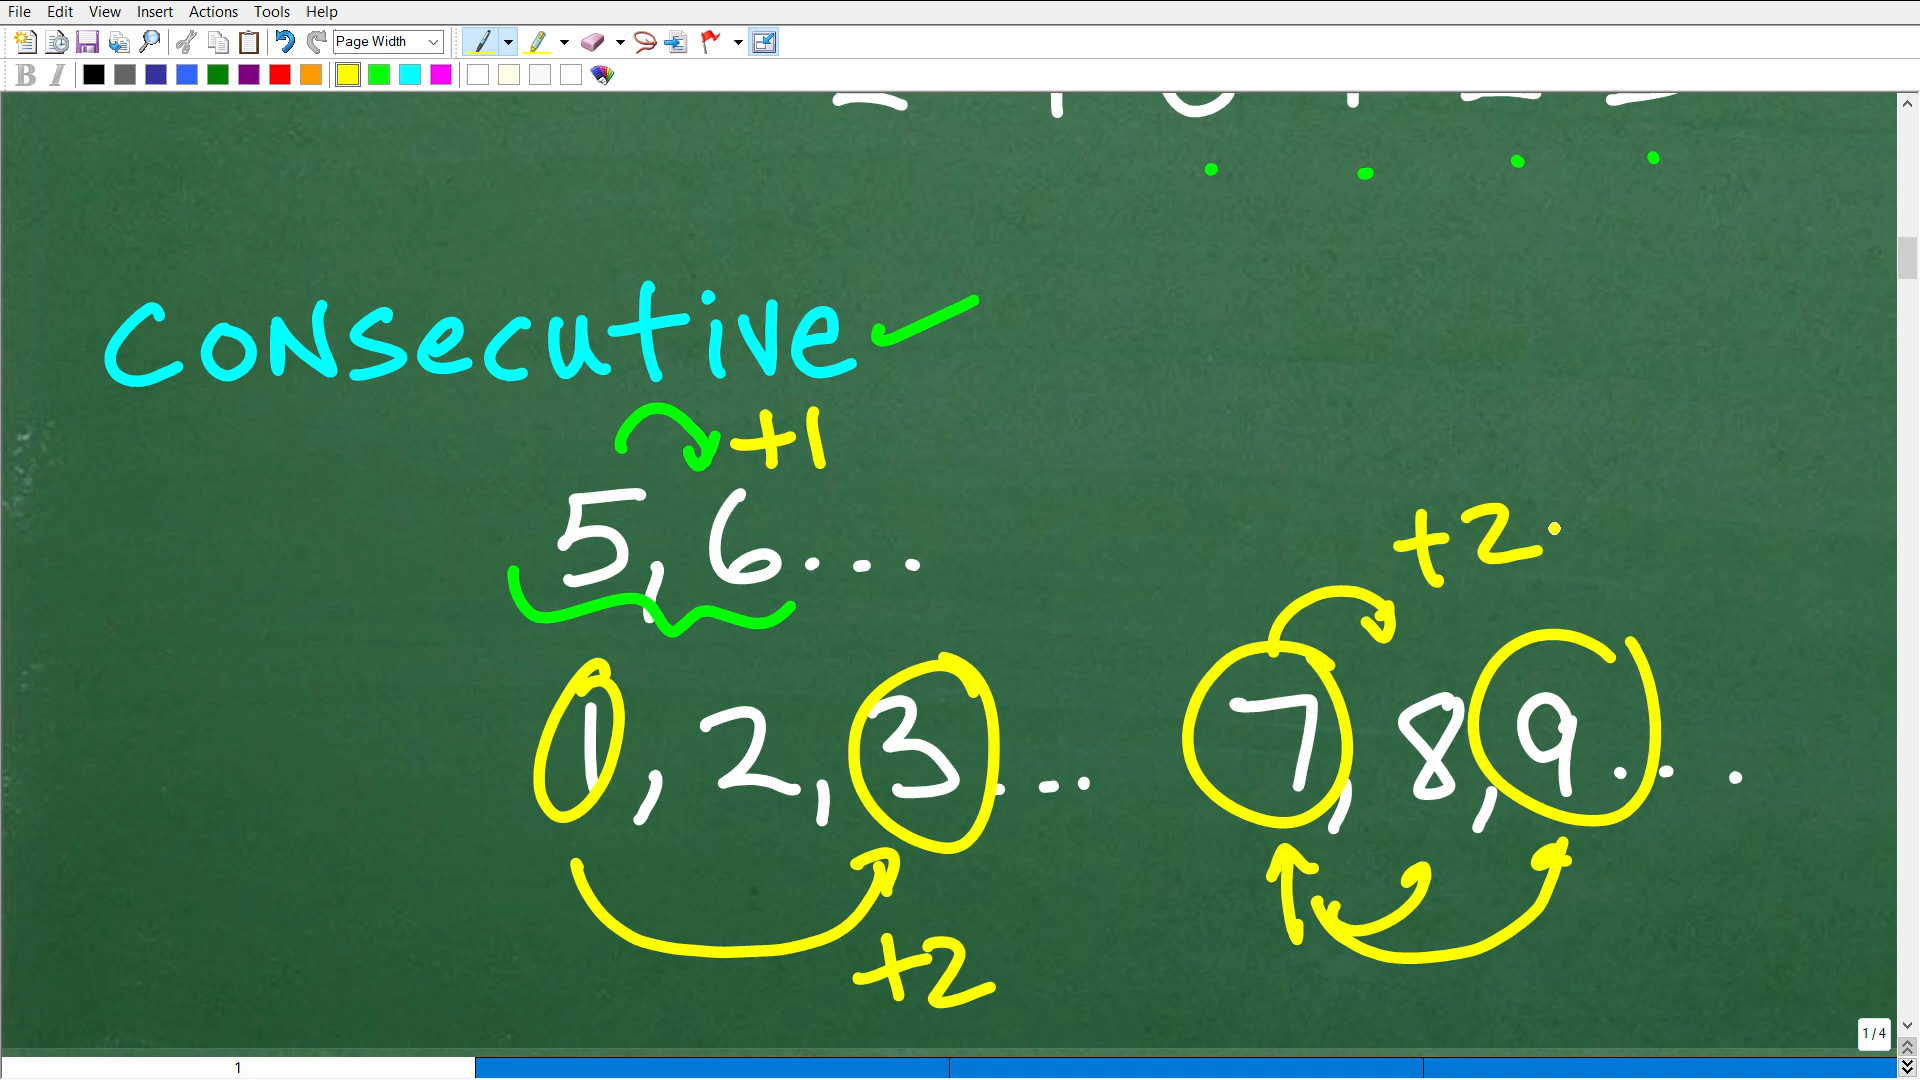 File Edit View Insert Actions Tools Help
Page Width
B I
Consecutive
+1
5, 6...
+2
1, 2, 3... 7, 8, 9...
+2
1 / 4
1